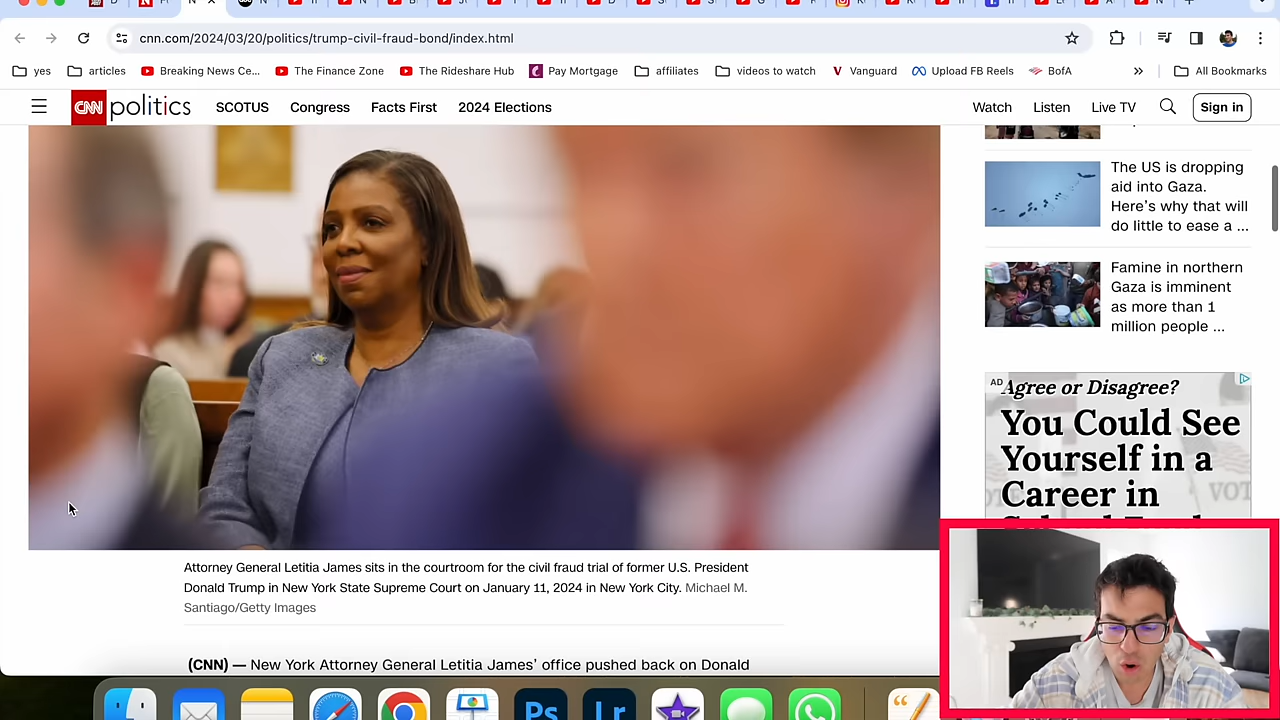 cnn.com/2024/03/20/politics/trump-civil-fraud-bond/index.html
yes
articles
Breaking News Ce...
The Finance Zone
The Rideshare Hub
Pay Mortgage
affiliates
videos to watch
Vanguard
Upload FB Reels
BofA
»
All Bookmarks
CNN politics
SCOTUS
Congress
Facts First
2024 Elections
Watch
Listen
Live TV
Sign in
The US is dropping
aid into Gaza.
Here's why that will
do little to ease a ...
Famine in northern
Gaza is imminent
as more than 1
million people ...
AD
Agree or Disagree?
You Could See
Yourself in a
Career in
VOT
Attorney General Letitia James sits in the courtroom for the civil fraud trial of former U.S. President
Donald Trump in New York State Supreme Court on January 11, 2024 in New York City. Michael M.
Santiago/Getty Images
(CNN) — New York Attorney General Letitia James' office pushed back on Donald
Ps
Lr